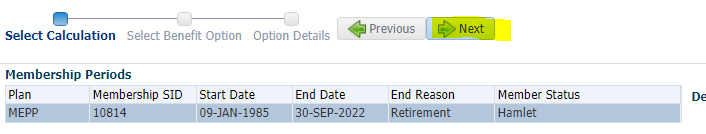 Select Calculation Select Benefit Option Option Details Previous Next
Membership Periods
Plan Membership SID Start Date End Date End Reason Member Status
MEPP 10814 09-JAN-1985 30-SEP-2022 Retirement Hamlet
De